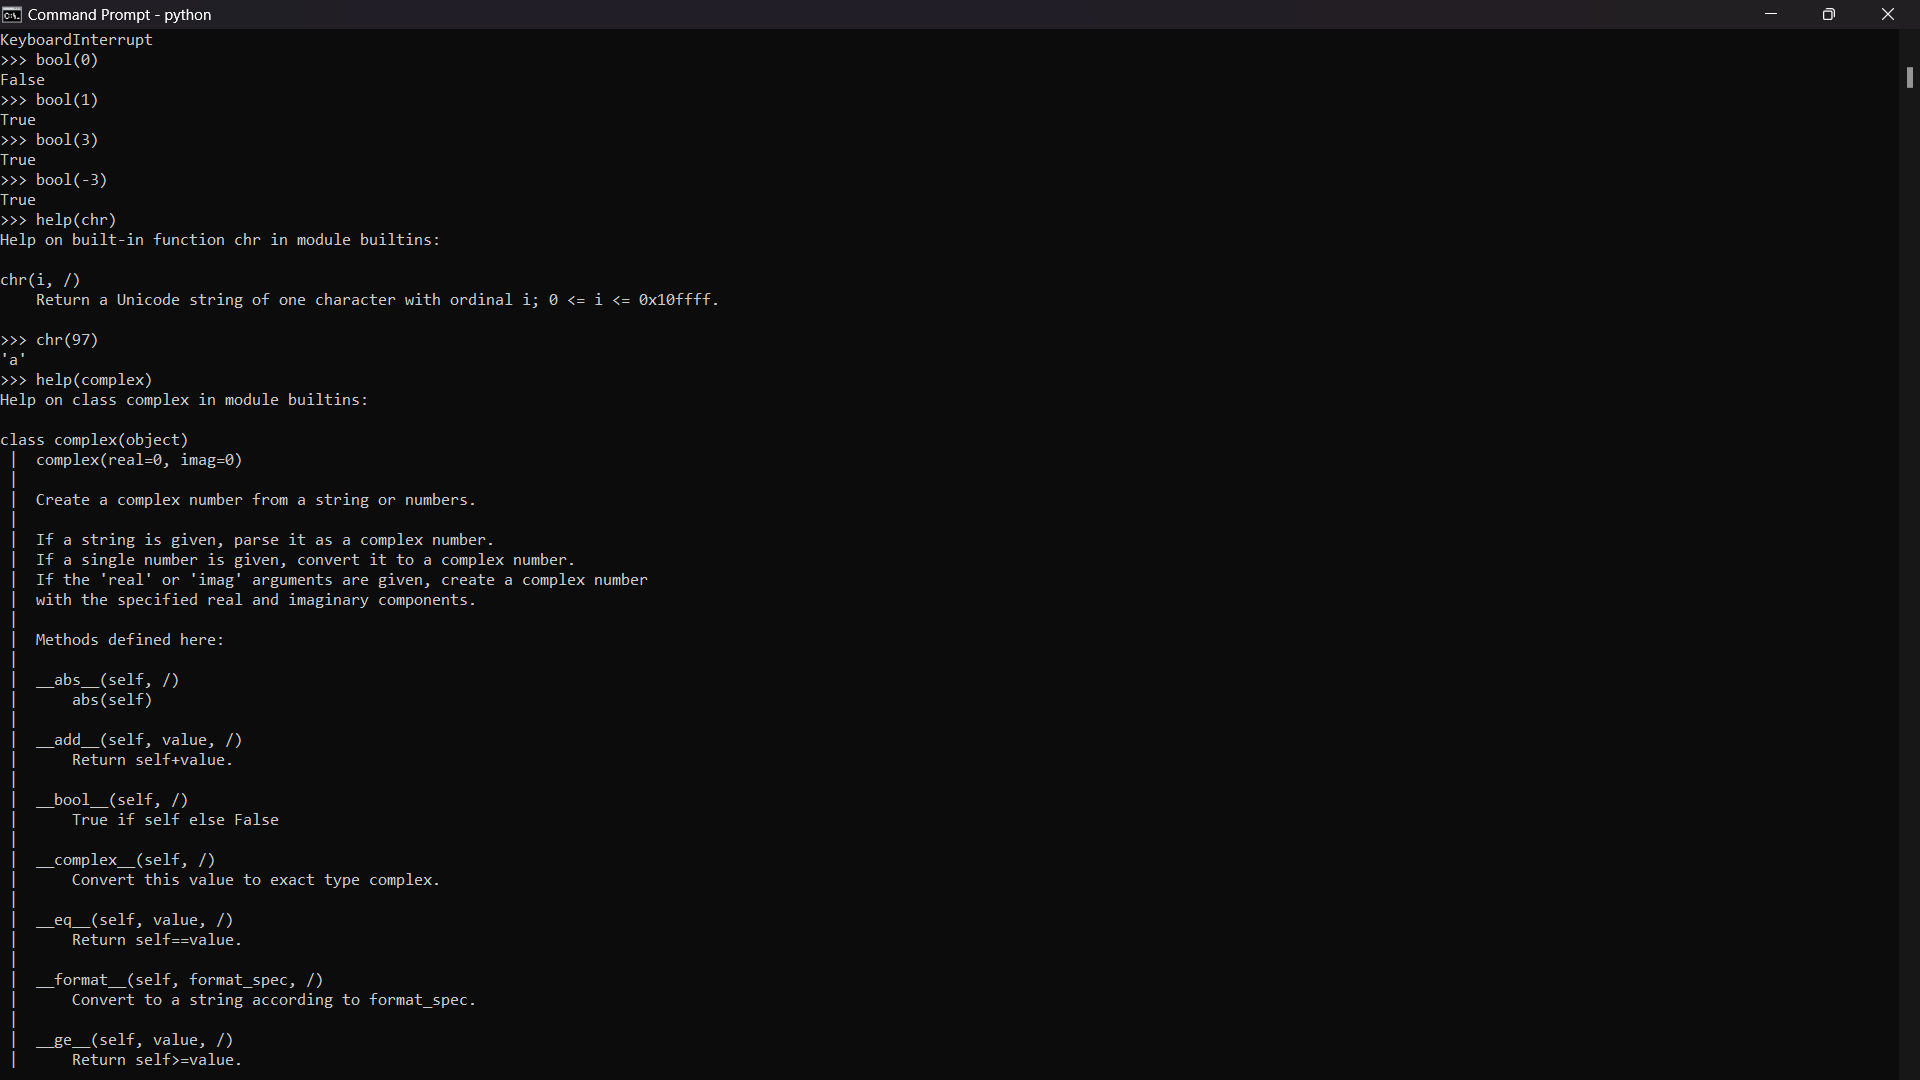 Command Prompt - python
KeyboardInterrupt
>>> bool(0)
False
>>> bool(1)
True
>>> bool(3)
True
>>> bool(-3)
True
>>> help(chr)
Help on built-in function chr in module builtins:

chr(i, /)
    Return a Unicode string of one character with ordinal i; 0 <= i <= 0x10ffff.

>>> chr(97)
'a'
>>> help(complex)
Help on class complex in module builtins:

class complex(object)
 |  complex(real=0, imag=0)
 |
 |  Create a complex number from a string or numbers.
 |
 |  If a string is given, parse it as a complex number.
 |  If a single number is given, convert it to a complex number.
 |  If the 'real' or 'imag' arguments are given, create a complex number
 |  with the specified real and imaginary components.
 |
 |  Methods defined here:
 |
 |  __abs__(self, /)
 |      abs(self)
 |
 |  __add__(self, value, /)
 |      Return self+value.
 |
 |  __bool__(self, /)
 |      True if self else False
 |
 |  __complex__(self, /)
 |      Convert this value to exact type complex.
 |
 |  __eq__(self, value, /)
 |      Return self==value.
 |
 |  __format__(self, format_spec, /)
 |      Convert to a string according to format_spec.
 |
 |  __ge__(self, value, /)
 |      Return self>=value.